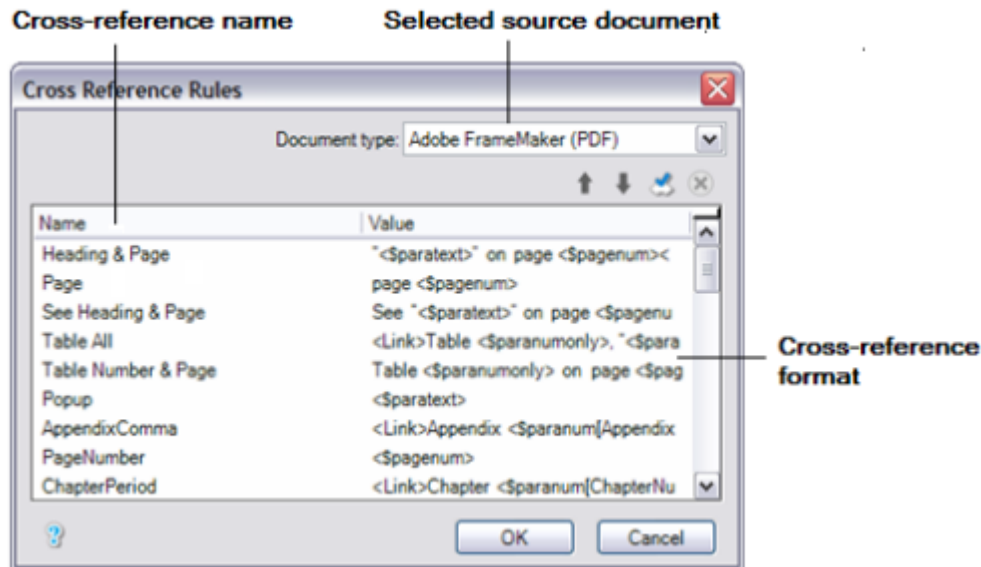 Cross-reference name Selected source document
Cross Reference Rules
Document type: Adobe FrameMaker (PDF)
Name Value
Heading & Page "<$paratext>" on page <$pagenum><
Page page <$pagenum>
See Heading & Page See "<$paratext>" on page <$pagenu
Table All <Link>Table <$paranumonly>, "<$para
Table Number & Page Table <$paranumonly> on page <$pag
Popup <$paratext>
AppendixComma <Link>Appendix <$paranum[Appendix
PageNumber <$pagenum>
ChapterPeriod <Link>Chapter <$paranum[ChapterNu
Cross-reference
format
? OK Cancel